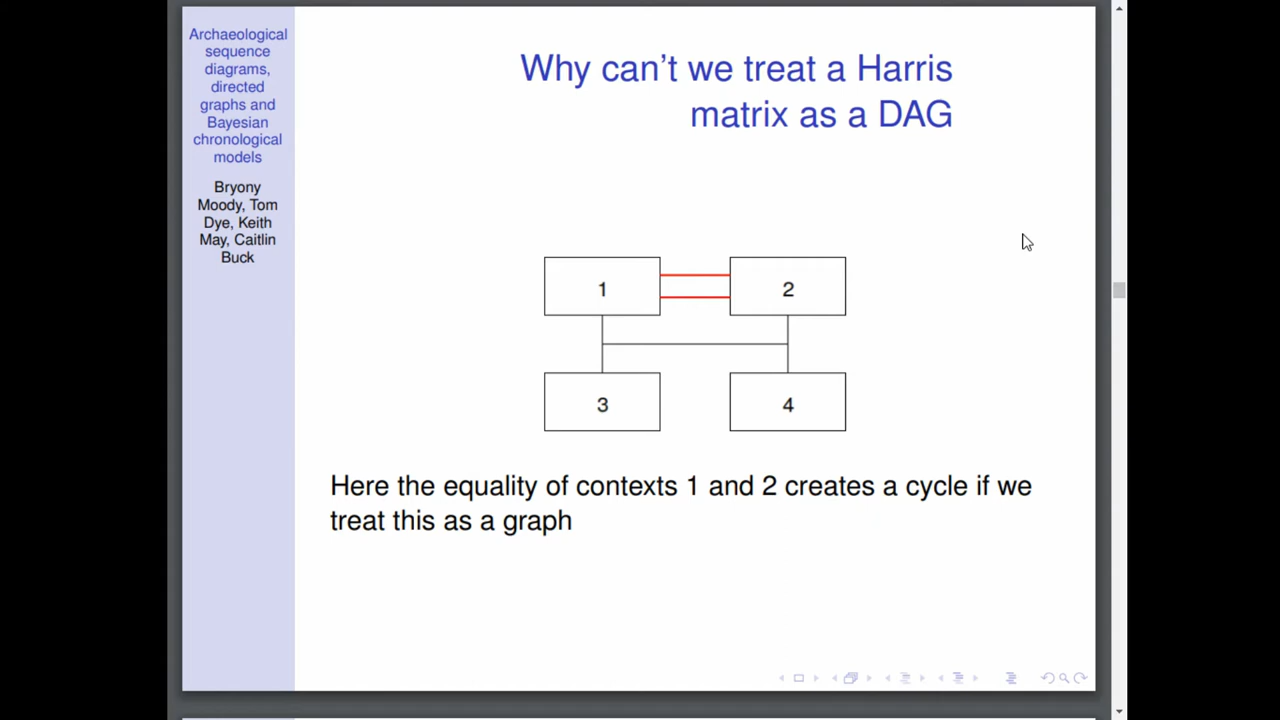 Archaeological
sequence
diagrams,
directed
graphs and
Bayesian
chronological
models
Bryony
Moody, Tom
Dye, Keith
May, Caitlin
Buck
Why can't we treat a Harris
matrix as a DAG
1
2
3
4
Here the equality of contexts 1 and 2 creates a cycle if we
treat this as a graph